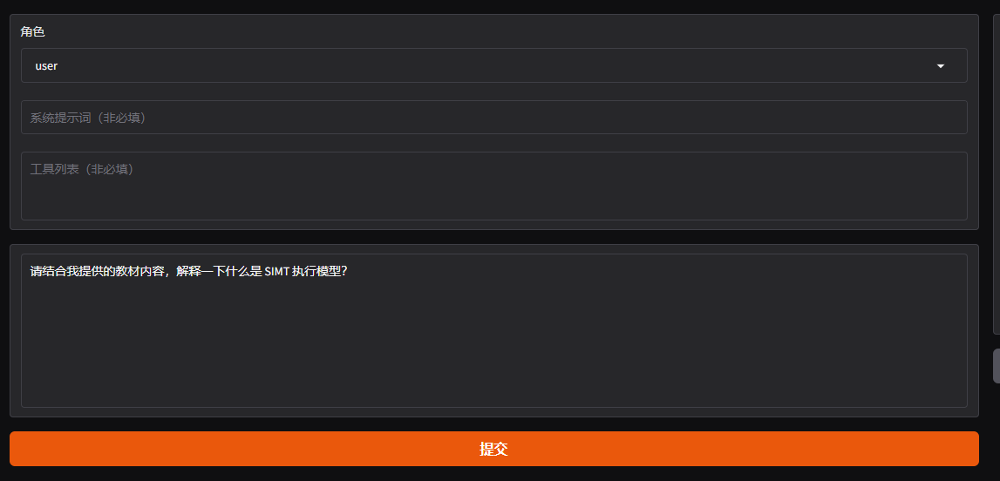 角色
user
系统提示词（非必填）
工具列表（非必填）
请结合我提供的教材内容，解释一下什么是 SIMT 执行模型？
提交